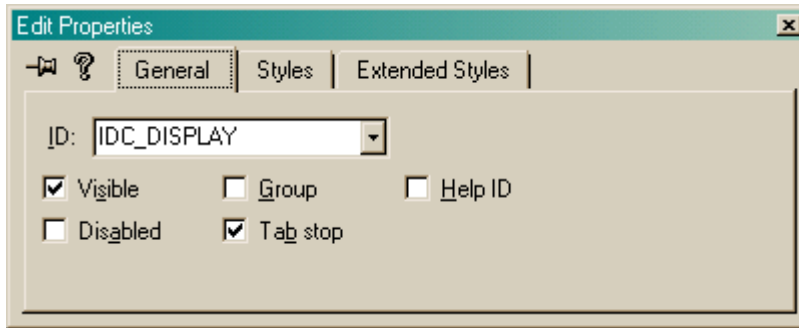 Edit Properties
General Styles Extended Styles
ID: IDC_DISPLAY
Visible Group Help ID
Disabled Tab stop